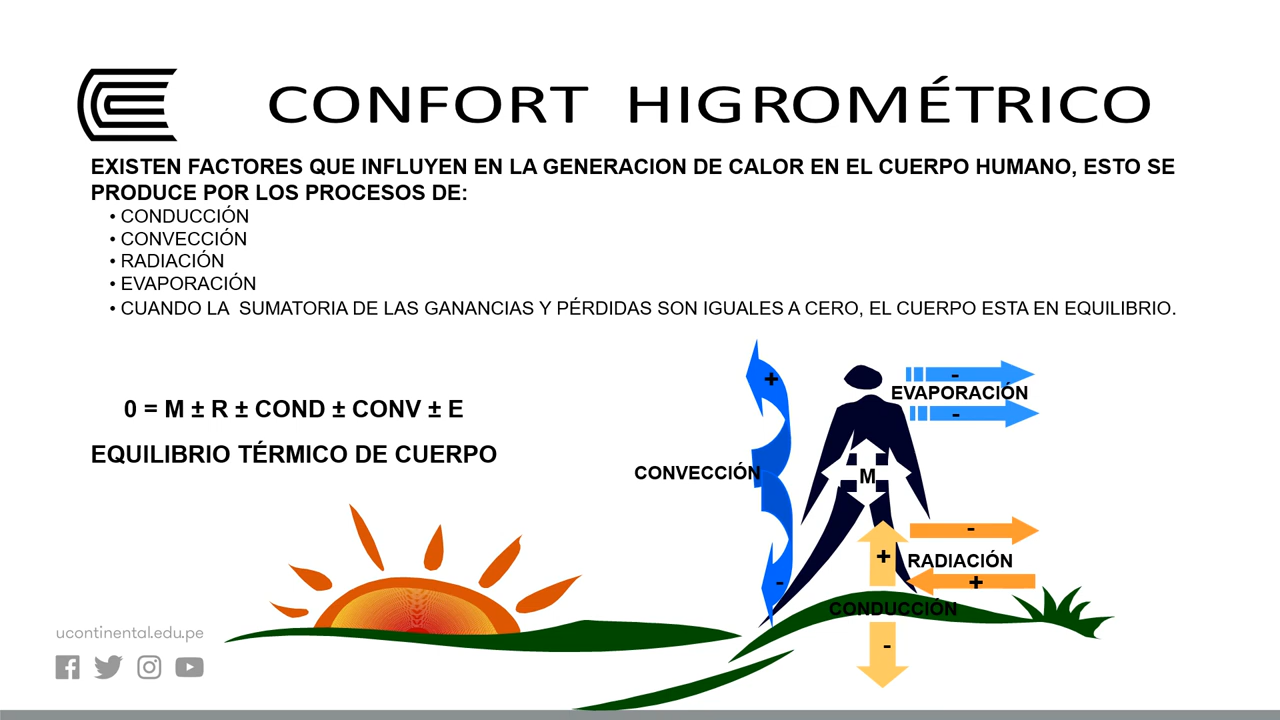 CONFORT HIGROMÉTRICO
EXISTEN FACTORES QUE INFLUYEN EN LA GENERACION DE CALOR EN EL CUERPO HUMANO, ESTO SE
PRODUCE POR LOS PROCESOS DE:
• CONDUCCIÓN
• CONVECCIÓN
• RADIACIÓN
• EVAPORACIÓN
• CUANDO LA SUMATORIA DE LAS GANANCIAS Y PÉRDIDAS SON IGUALES A CERO, EL CUERPO ESTA EN EQUILIBRIO.
0 = M ± R ± COND ± CONV ± E
EQUILIBRIO TÉRMICO DE CUERPO
+
-
EVAPORACIÓN
-
CONVECCIÓN
M
-
+
RADIACIÓN
-
+
CONDUCCIÓN
-
ucontinental.edu.pe